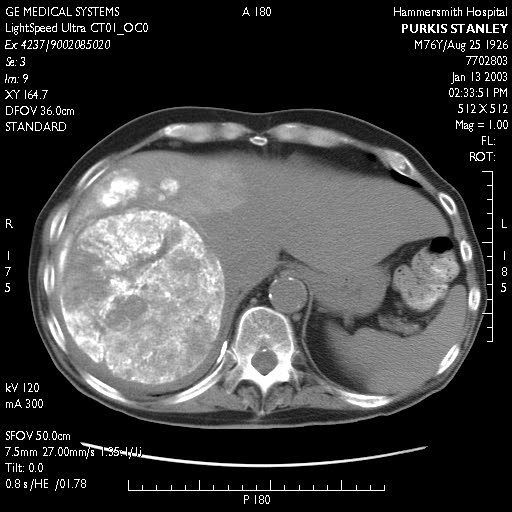 GE MEDICAL SYSTEMS
LightSpeed Ultra CT01_OC0
Ex: 4237/9002085020
Se: 3
Im: 9
XY 164.7
DFOV 36.0cm
STANDARD
A 180
Hammersmith Hospital
PURKIS STANLEY
M76Y/Aug 25 1926
7702803
Jan 13 2003
02:33:51 PM
512 X 512
Mag = 1.00
FL:
ROT:
R
1
7
5
L
1
8
5
kV 120
mA 300
SFOV 50.0cm
7.5mm 27.00mm/s 1.35:1/Li
Tilt: 0.0
0.8 s/HE /01.78
P 180